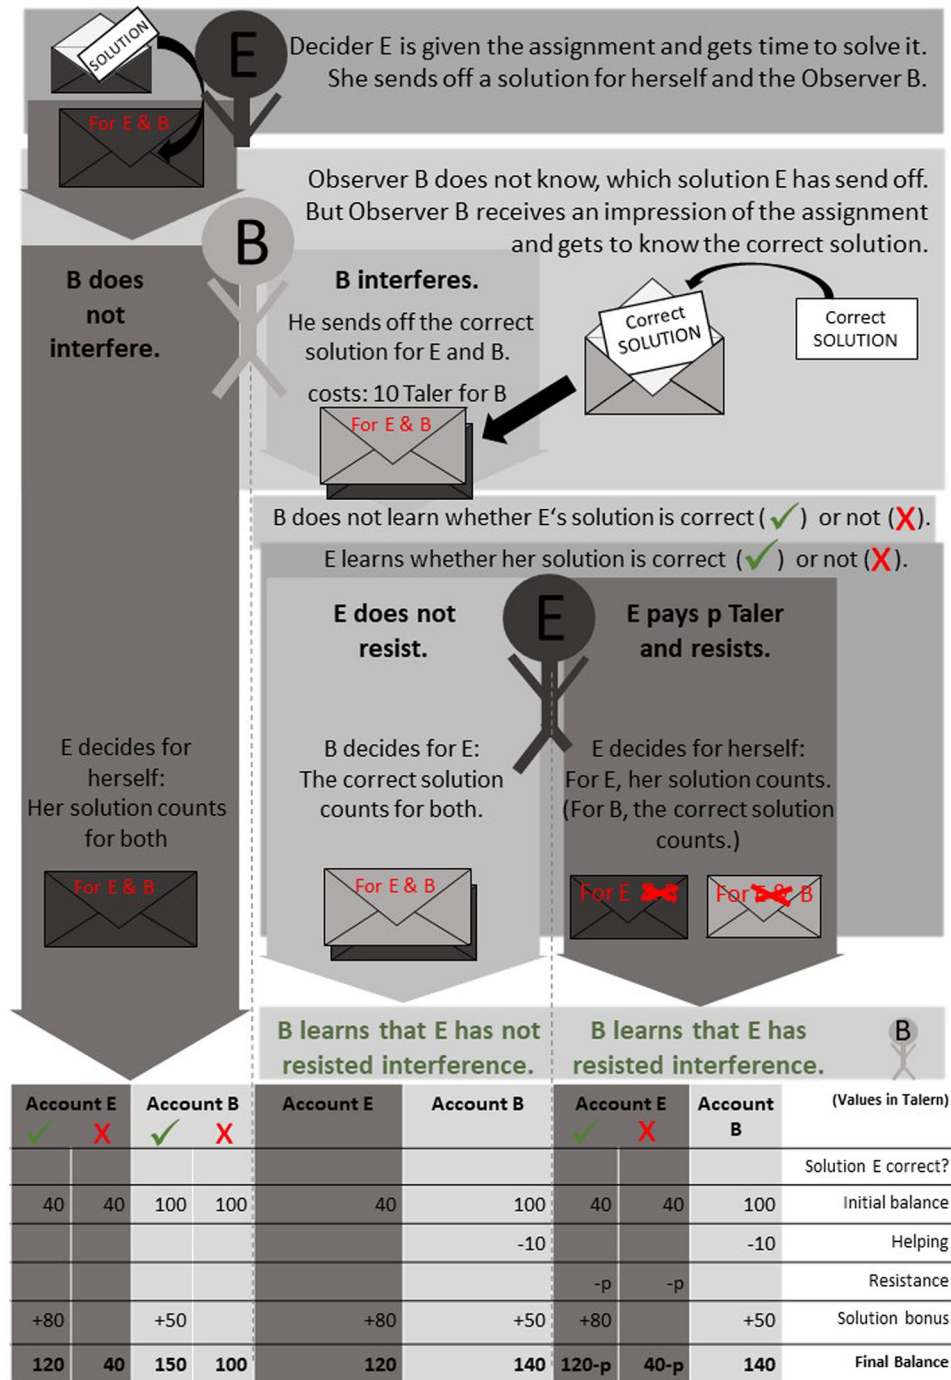 SOLUTION
E
Decider E is given the assignment and gets time to solve it.
She sends off a solution for herself and the Observer B.
For E & B
Observer B does not know, which solution E has send off.
But Observer B receives an impression of the assignment
and gets to know the correct solution.
B
B does
not
interfere.
B interferes.
He sends off the correct
solution for E and B.
costs: 10 Taler for B
For E & B
Correct
SOLUTION
Correct
SOLUTION
B does not learn whether E's solution is correct (✓) or not (X).
E learns whether her solution is correct (✓) or not (X).
E does not
resist.
E
E pays p Taler
and resists.
E decides for
herself:
Her solution counts
for both
For E & B
B decides for E:
The correct solution
counts for both.
For E & B
E decides for herself:
For E, her solution counts.
(For B, the correct solution
counts.)
For E & B
For E & B
B learns that E has not
resisted interference.
B learns that E has
resisted interference.
B
Account E Account B Account E Account B Account E Account B (Values in Talern)
✓ X ✓ X ✓ X
Solution E correct?
40 40 100 100 40 100 40 40 100 Initial balance
-10 -10 Helping
-p -p Resistance
+80 +50 +80 +50 +80 +50 Solution bonus
120 40 150 100 120 140 120-p 40-p 140 Final Balance